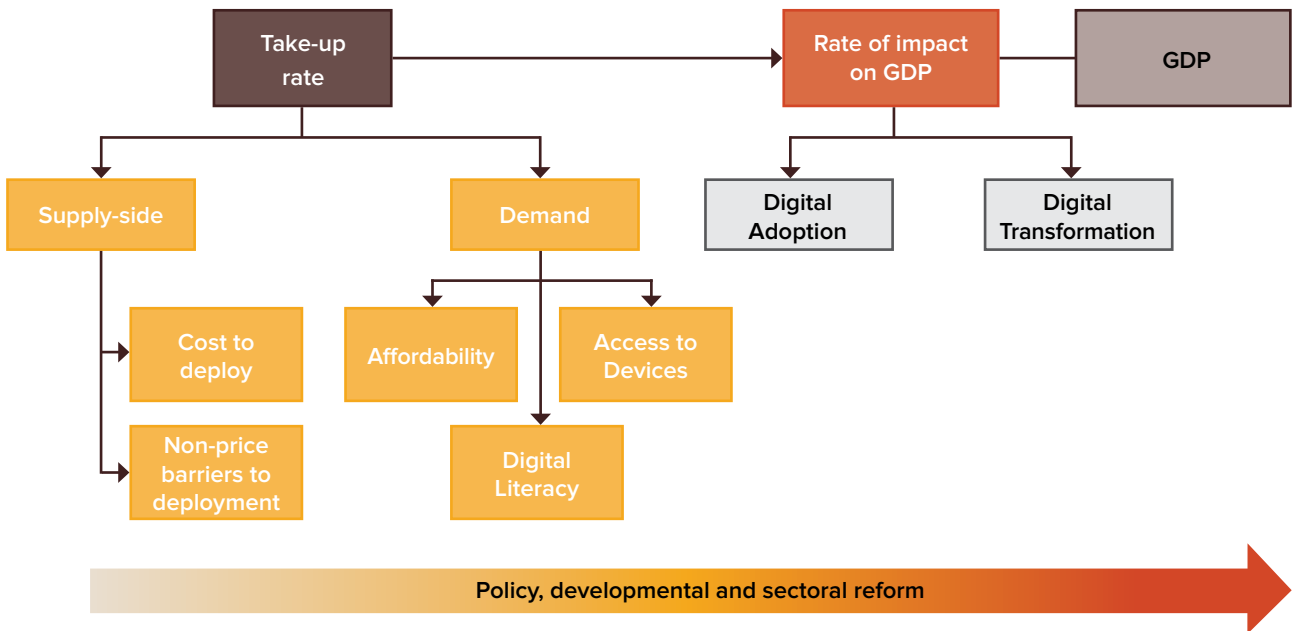 Take-up
rate
Rate of impact
on GDP
GDP
Supply-side
Demand
Digital
Adoption
Digital
Transformation
Cost to
deploy
Affordability
Access to
Devices
Non-price
barriers to
deployment
Digital
Literacy
Policy, developmental and sectoral reform